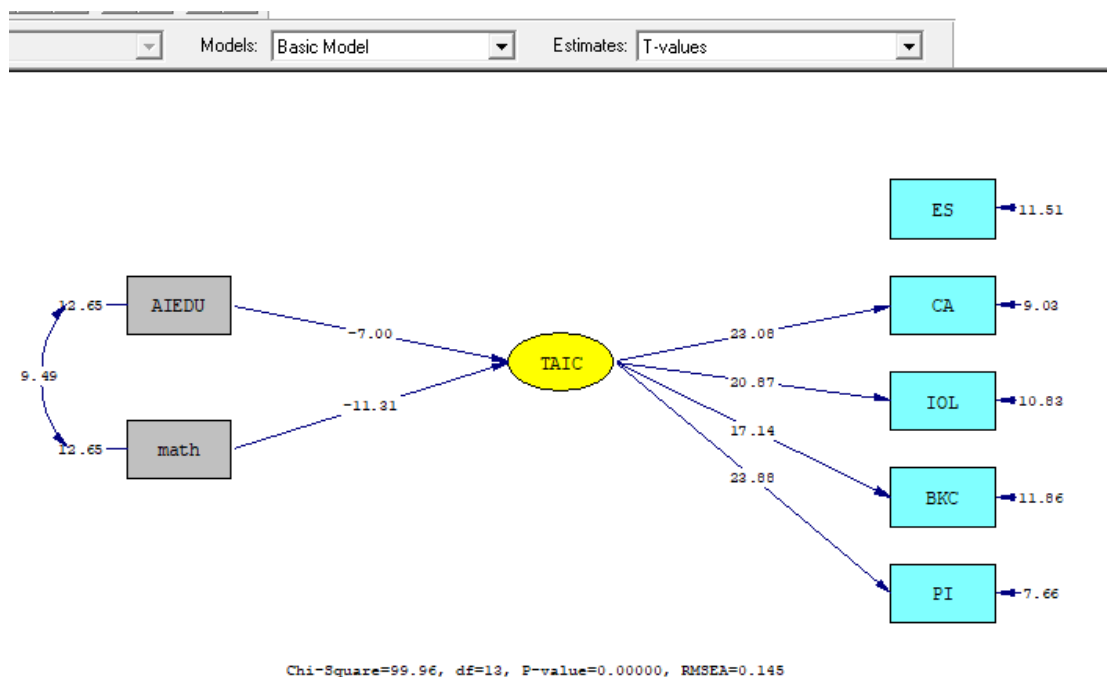 Models: Basic Model Estimates: T-values
ES 11.51
12.65 AIEDU
CA 9.03
-7.00
23.08
TAIC
9.49
20.87
IOL 10.83
-11.31
17.14
12.65 math
23.88
BKC 11.86
PI 7.66
Chi-Square=99.96, df=13, P-value=0.00000, RMSEA=0.145